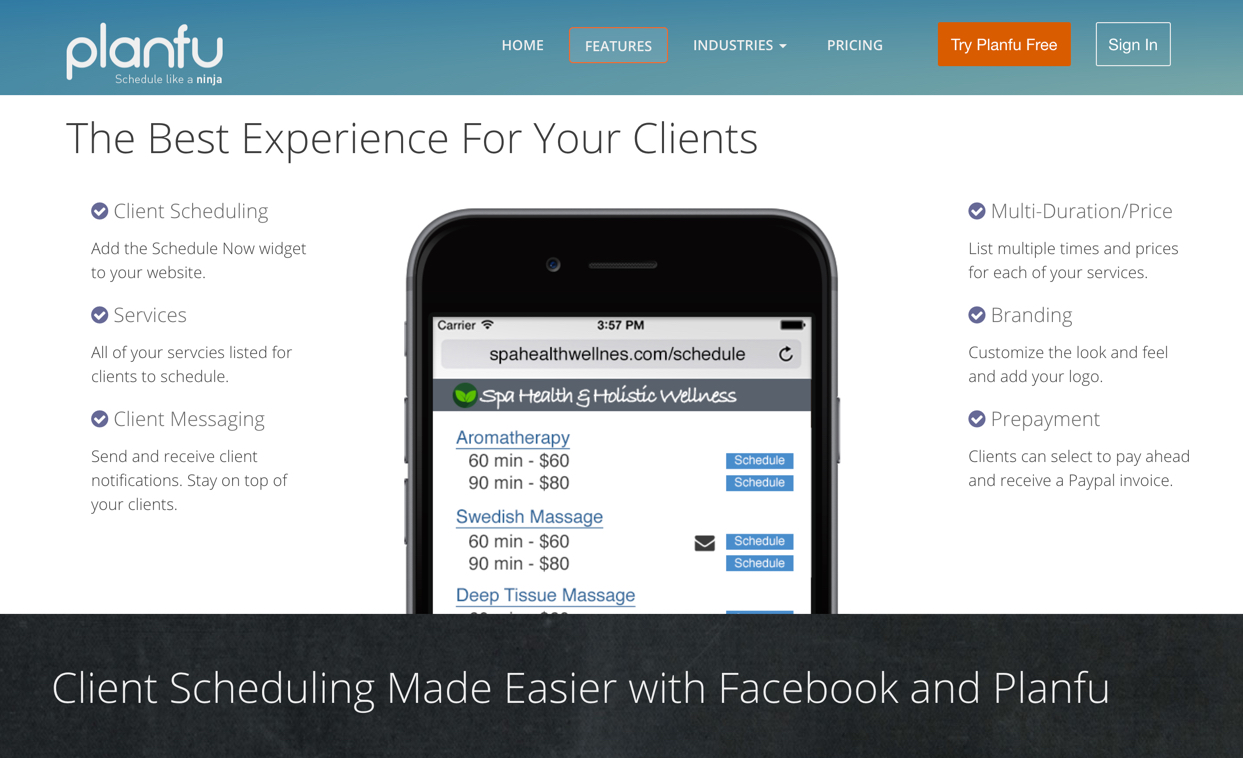 planfu
Schedule like a ninja
HOME
FEATURES
INDUSTRIES
PRICING
Try Planfu Free
Sign In
The Best Experience For Your Clients
Client Scheduling
Add the Schedule Now widget
to your website.
Services
All of your servcies listed for
clients to schedule.
Client Messaging
Send and receive client
notifications. Stay on top of
your clients.
Carrier
3:57 PM
spahealthwellnes.com/schedule
Spa Health & Holistic Wellness
Aromatherapy
60 min - $60
Schedule
90 min - $80
Schedule
Swedish Massage
60 min - $60
Schedule
90 min - $80
Schedule
Deep Tissue Massage
Multi-Duration/Price
List multiple times and prices
for each of your services.
Branding
Customize the look and feel
and add your logo.
Prepayment
Clients can select to pay ahead
and receive a Paypal invoice.
Client Scheduling Made Easier with Facebook and Planfu